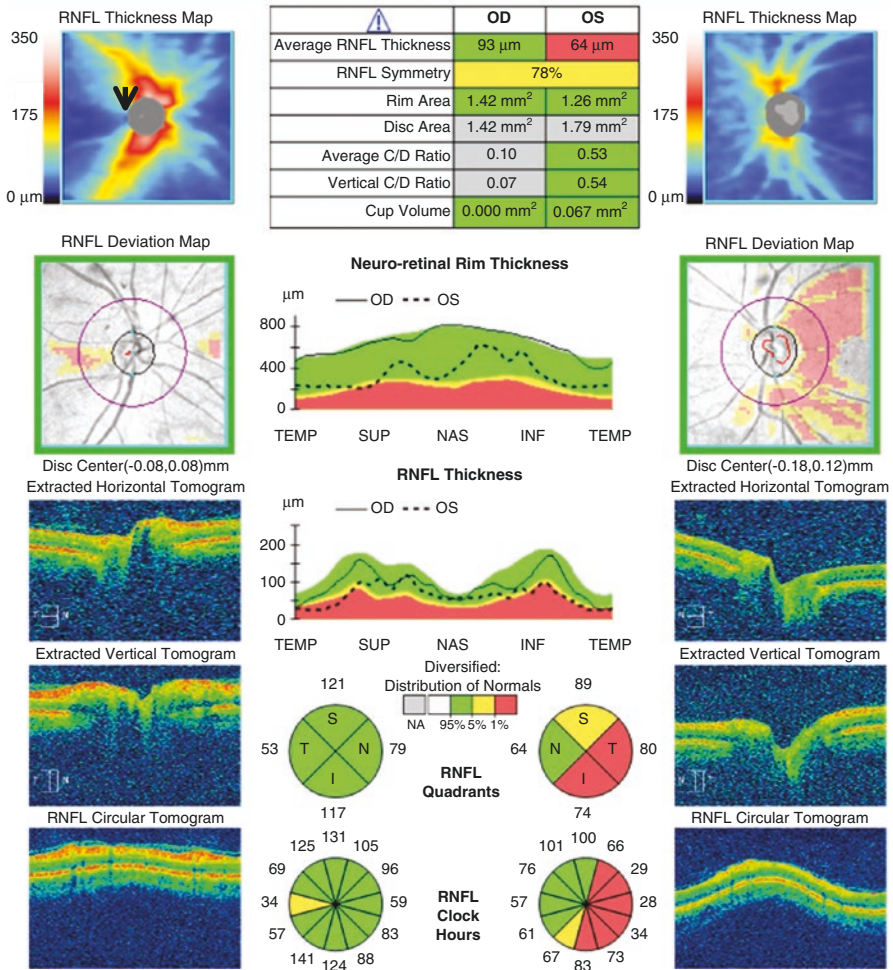 RNFL Thickness Map
350
175
0 μm
OD OS
Average RNFL Thickness 93 μm 64 μm
RNFL Symmetry 78%
Rim Area 1.42 mm² 1.26 mm²
Disc Area 1.42 mm² 1.79 mm²
Average C/D Ratio 0.10 0.53
Vertical C/D Ratio 0.07 0.54
Cup Volume 0.000 mm² 0.067 mm²
RNFL Thickness Map
350
175
0 μm
RNFL Deviation Map
Disc Center(-0.08,0.08)mm
Neuro-retinal Rim Thickness
μm
OD OS
800
400
0
TEMP SUP NAS INF TEMP
RNFL Deviation Map
Disc Center(-0.18,0.12)mm
Extracted Horizontal Tomogram
T N
RNFL Thickness
μm
OD OS
200
100
0
TEMP SUP NAS INF TEMP
Extracted Horizontal Tomogram
Extracted Vertical Tomogram
Diversified:
Distribution of Normals
NA 95% 5% 1%
121
S
53 T N 79
I
117
RNFL
Quadrants
89
S
64 N T 80
I
74
Extracted Vertical Tomogram
RNFL Circular Tomogram
131
125 105
69 96
34 59
57 83
141 88
124
RNFL
Clock
Hours
100
101 66
76 29
57 28
61 34
67 73
83
RNFL Circular Tomogram